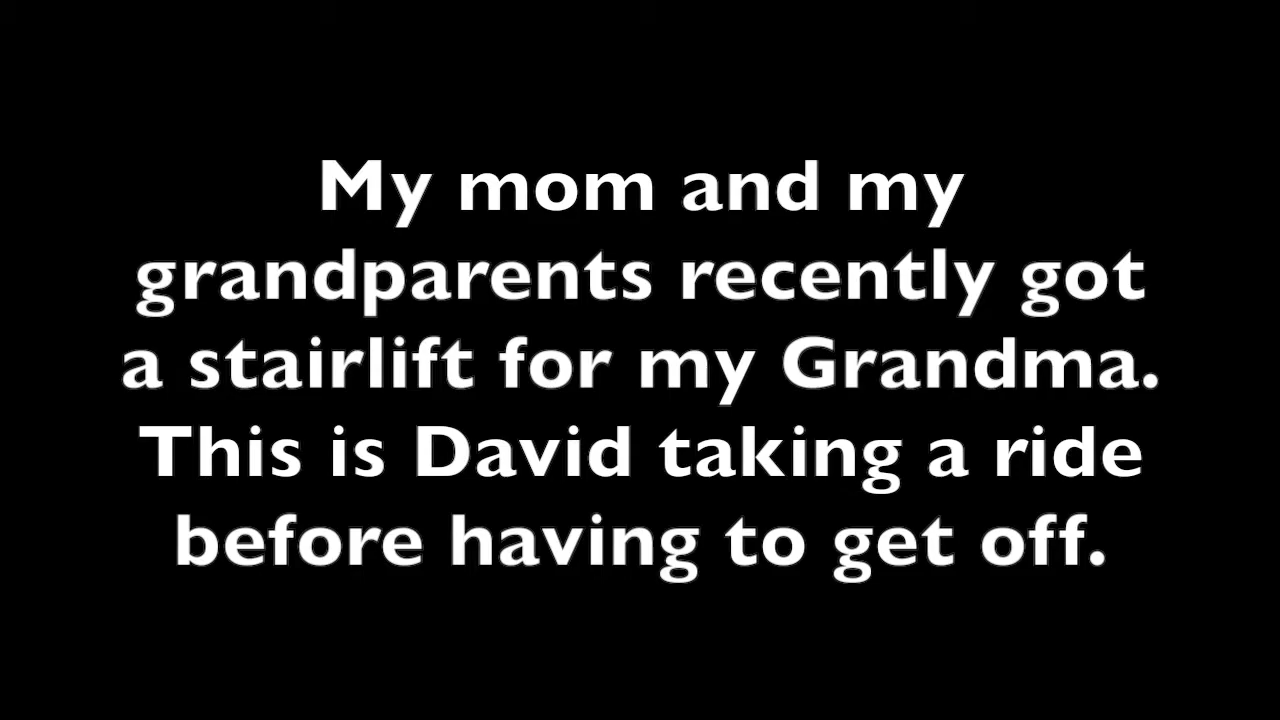 My mom and my
grandparents recently got
a stairlift for my Grandma.
This is David taking a ride
before having to get off.